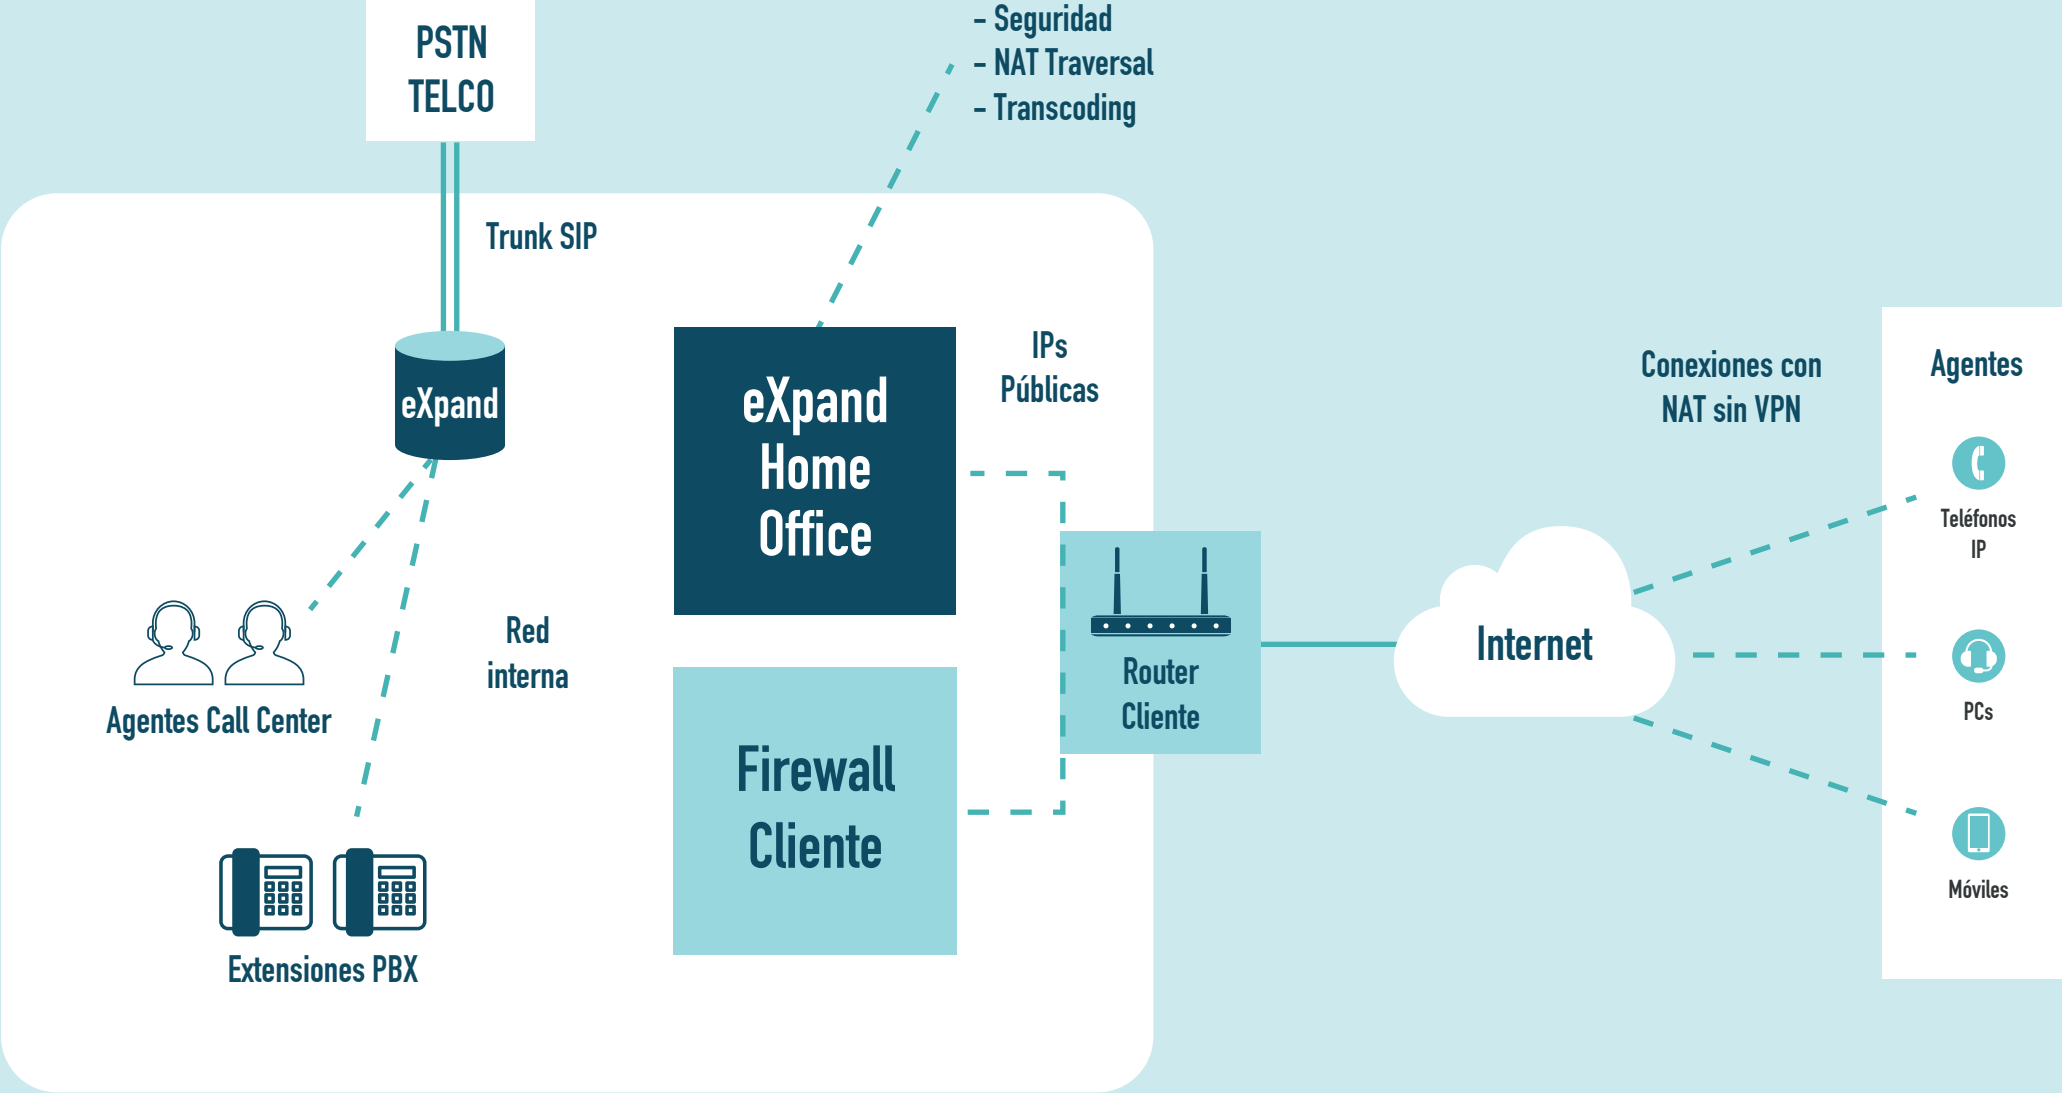 PSTN
TELCO
- Seguridad
- NAT Traversal
- Transcoding
Trunk SIP
eXpand
eXpand
Home
Office
IPs
Públicas
Conexiones con
NAT sin VPN
Agentes
Teléfonos
IP
Red
interna
Agentes Call Center
Router
Cliente
Internet
PCs
Firewall
Cliente
Móviles
Extensiones PBX